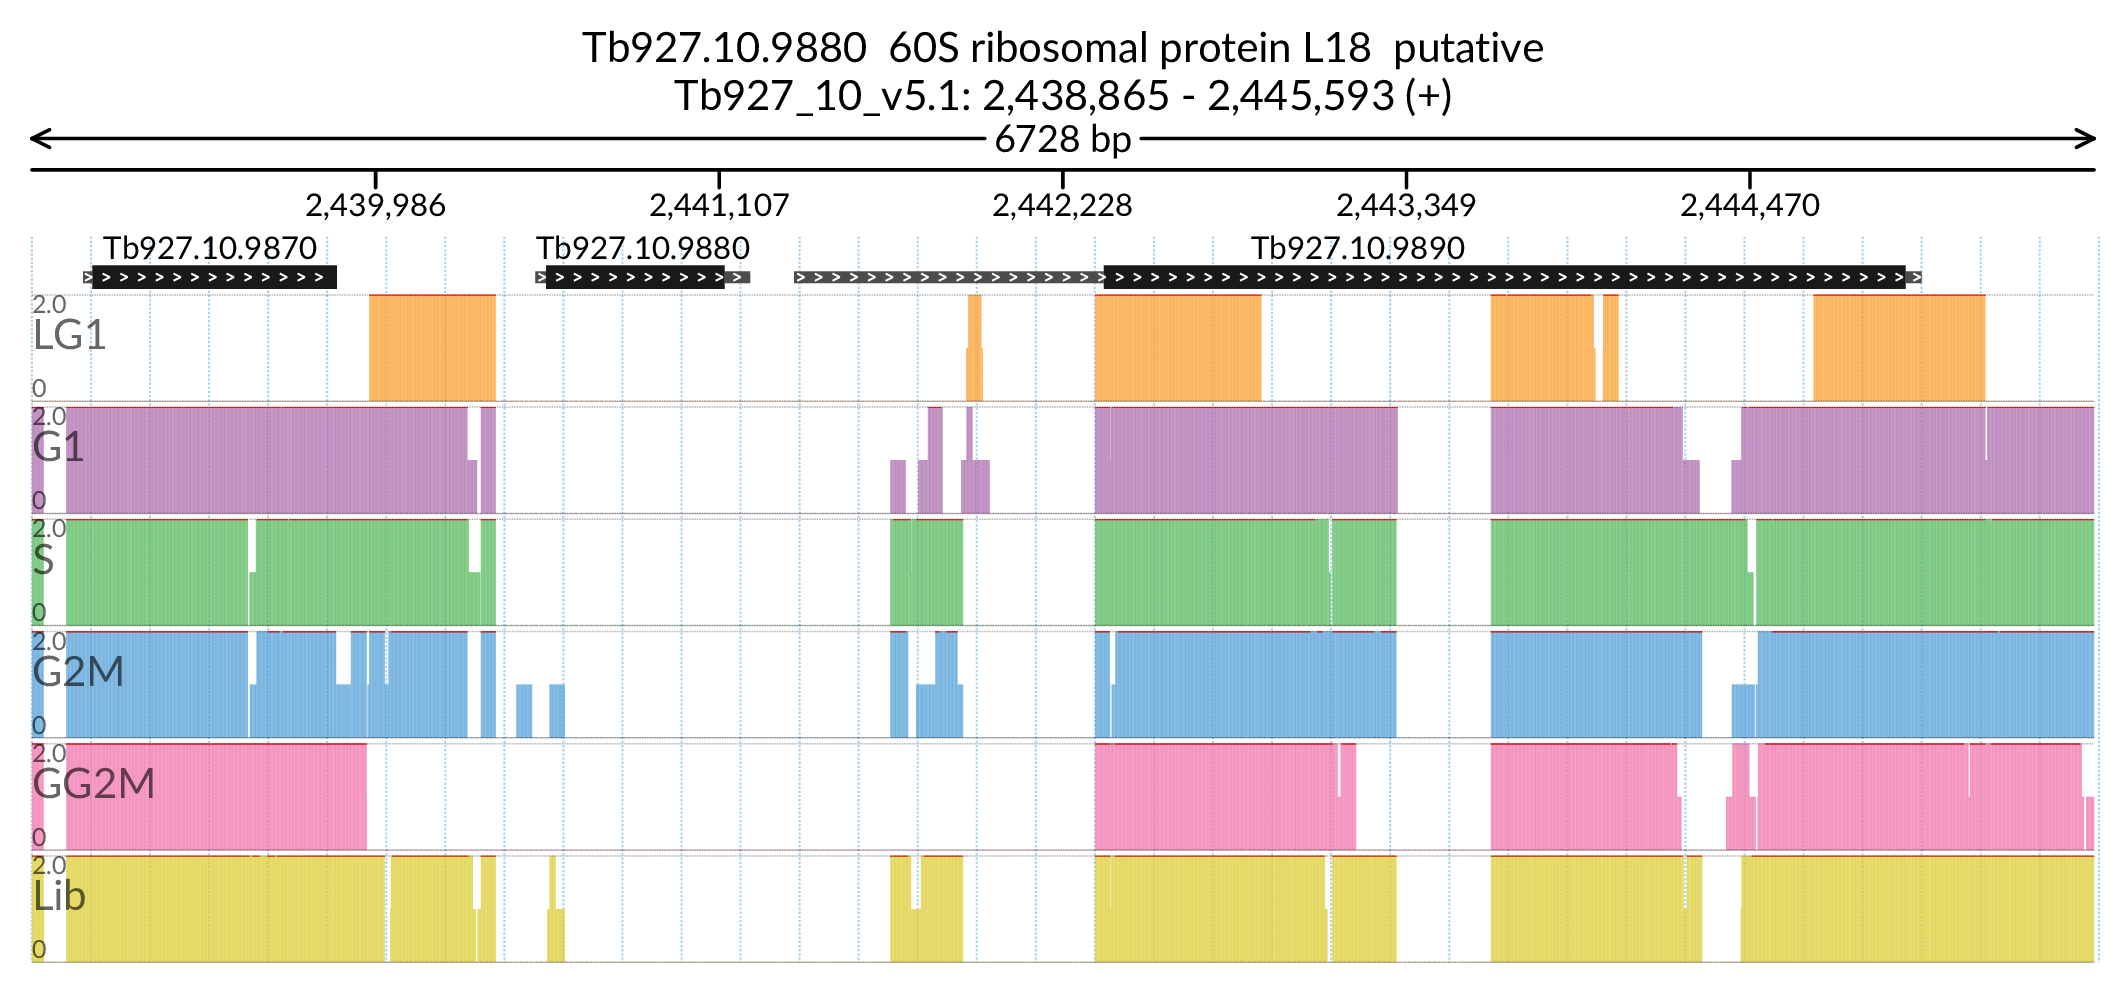 Tb927.10.9880  60S ribosomal protein L18  putative
Tb927_10_v5.1: 2,438,865 - 2,445,593 (+)
6728 bp
2,439,986 2,441,107 2,442,228 2,443,349 2,444,470
Tb927.10.9870 Tb927.10.9880 Tb927.10.9890
2.0
LG1
0
2.0
G1
0
2.0
S
0
2.0
G2M
0
2.0
GG2M
0
2.0
Lib
0